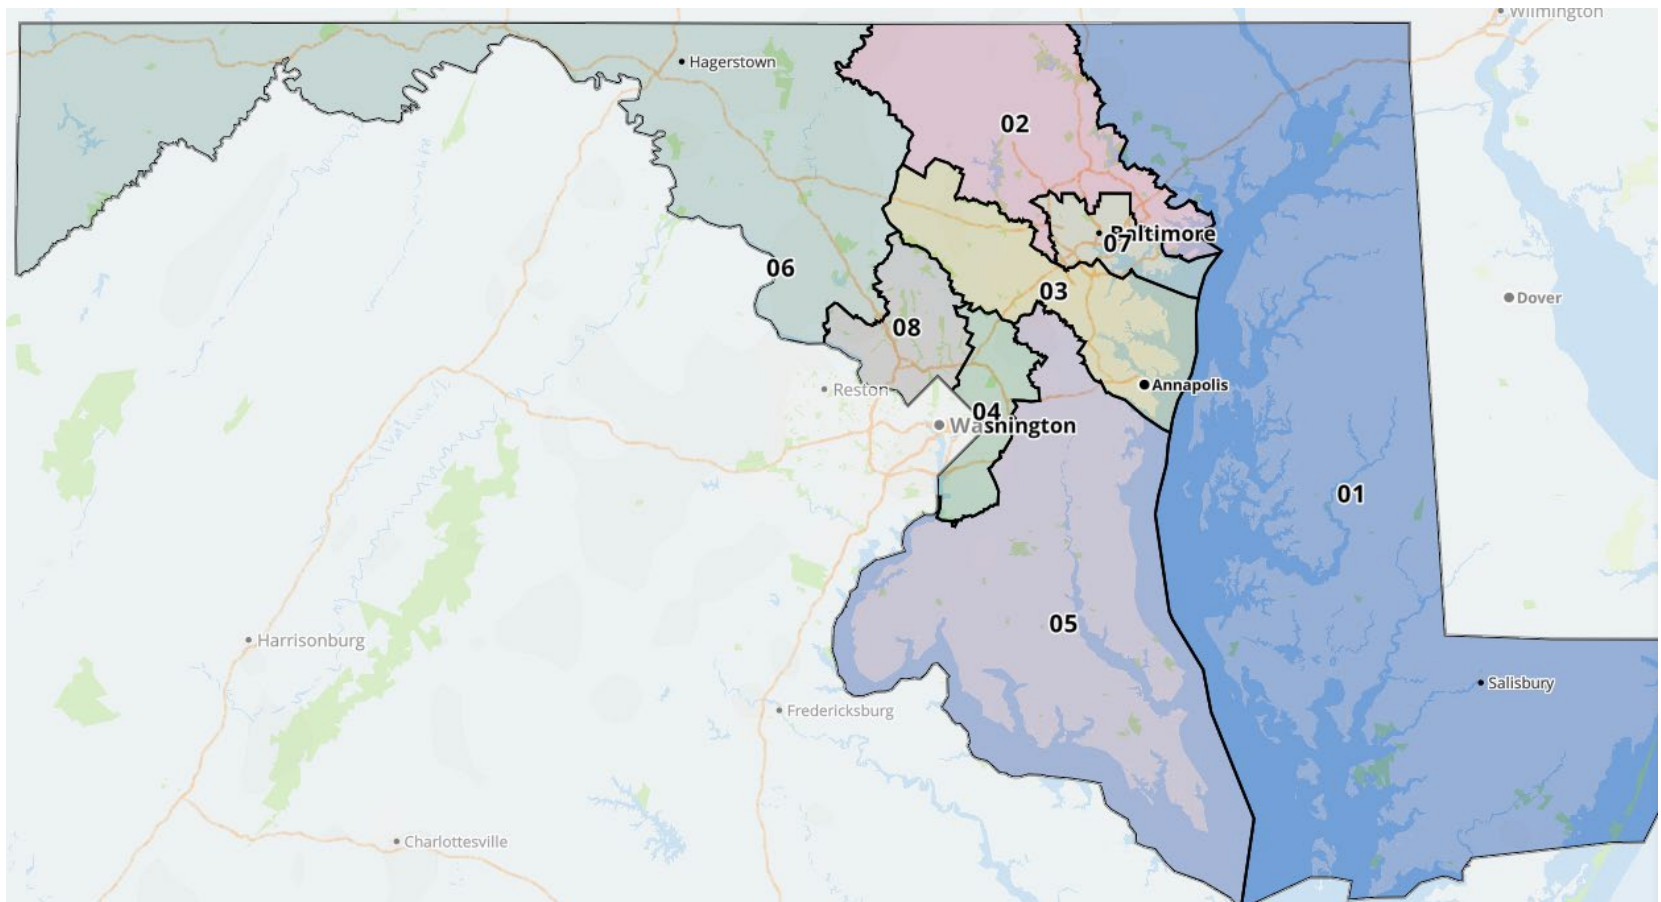 Wilmington
Hagerstown
02
Baltimore
07
06
03
Dover
08
Annapolis
Reston
04
Washington
01
05
Harrisonburg
Salisbury
Fredericksburg
Charlottesville